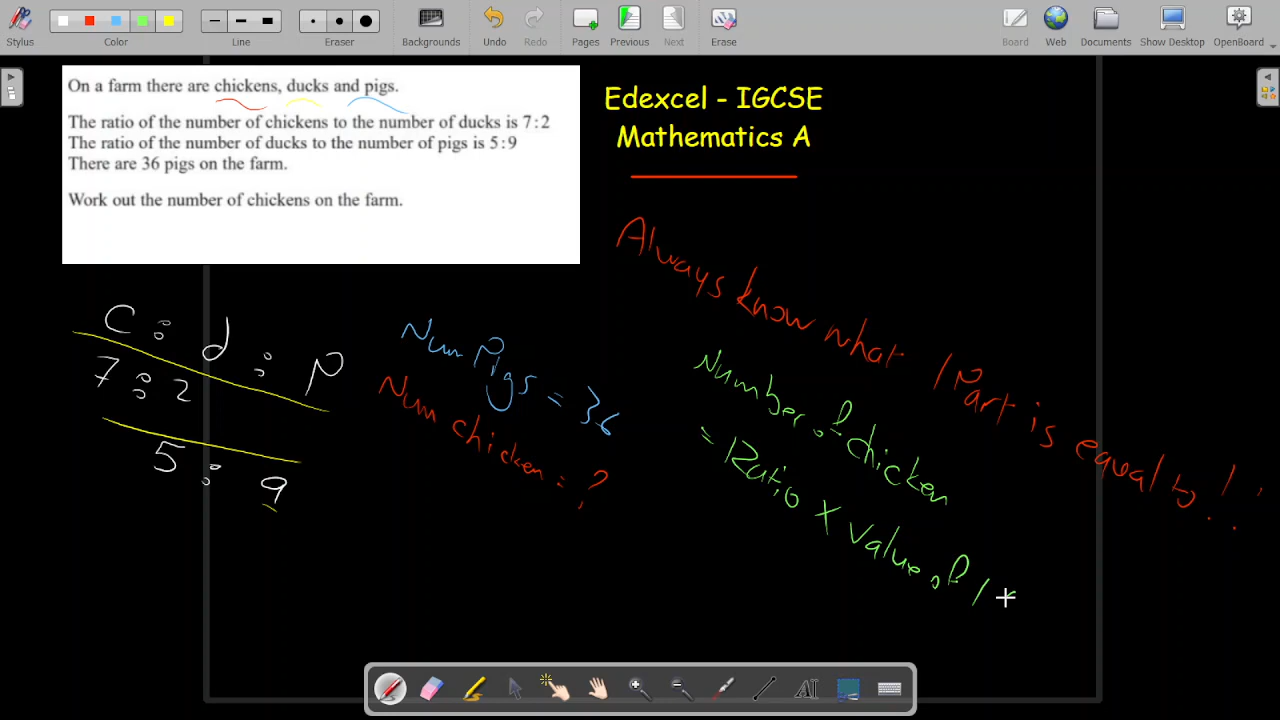 Stylus
Color
Line
Eraser
Backgrounds
Undo
Redo
Pages
Previous
Next
Erase
Board
Web
Documents
Show Desktop
OpenBoard
On a farm there are chickens, ducks and pigs.
The ratio of the number of chickens to the number of ducks is 7:2
The ratio of the number of ducks to the number of pigs is 5:9
There are 36 pigs on the farm.
Work out the number of chickens on the farm.
Edexcel - IGCSE
Mathematics A
Always know what 1 Part is equal to !!
C : d : P
7 : 2
5 : 9
Num Pigs = 36
Num chicken = ?
Number of chicken
= Ratio X Value of 1
AI